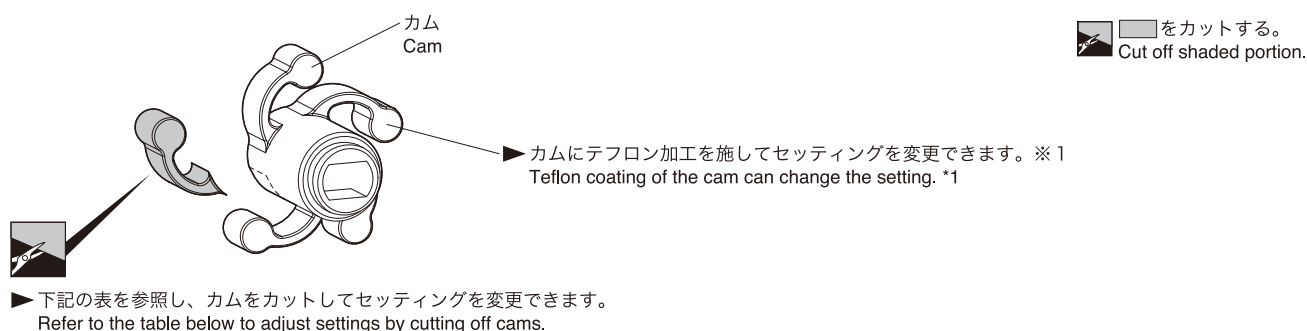 カム
Cam
をカットする。
Cut off shaded portion.
▶ カムにテフロン加工を施してセッティングを変更できます。※1
Teflon coating of the cam can change the setting. *1
▶ 下記の表を参照し、カムをカットしてセッティングを変更できます。
Refer to the table below to adjust settings by cutting off cams.